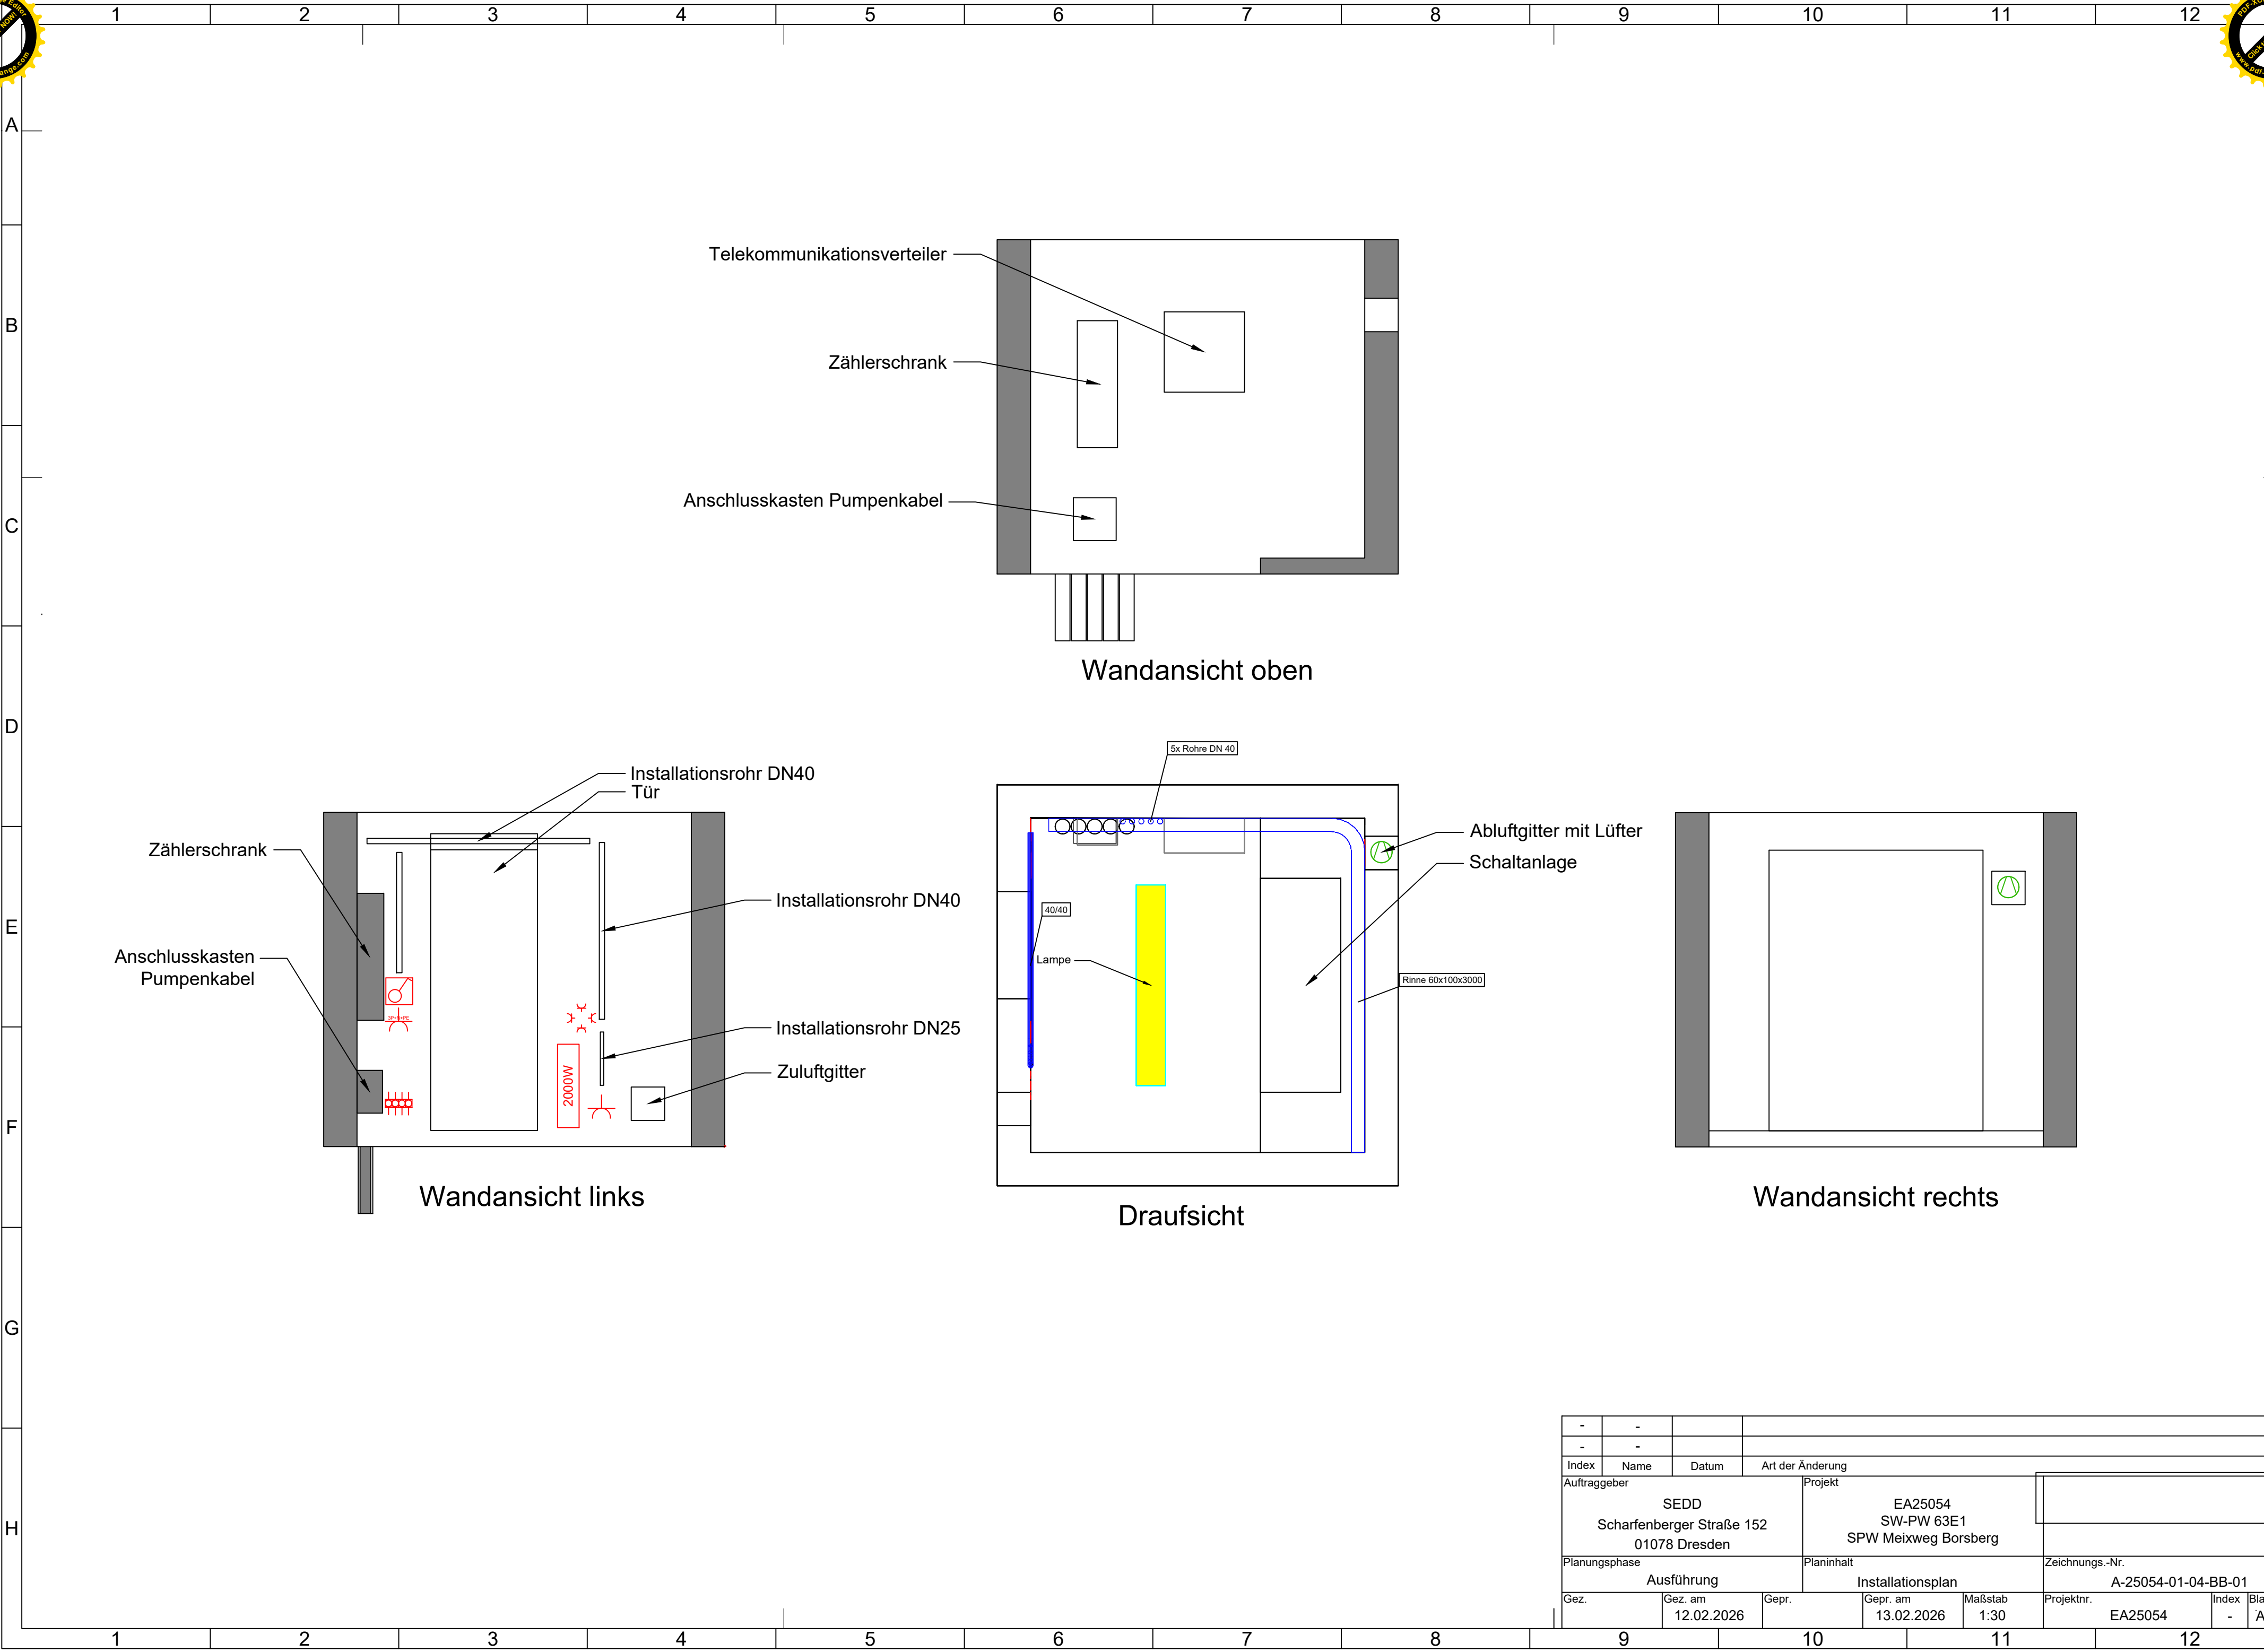 1 2 3 4 5 6 7 8 9 10 11 12
A
B
C
D
E
F
G
H
Telekommunikationsverteiler
Zählerschrank
Anschlusskasten Pumpenkabel
Wandansicht oben
Installationsrohr DN40
Tür
Zählerschrank
Anschlusskasten
Pumpenkabel
Installationsrohr DN40
Installationsrohr DN25
Zuluftgitter
2000W
Wandansicht links
5x Rohre DN 40
40/40
Lampe
Abluftgitter mit Lüfter
Schaltanlage
Rinne 60x100x3000
Draufsicht
Wandansicht rechts
- -
- -
Index Name Datum Art der Änderung
Auftraggeber
SEDD
Scharfenberger Straße 152
01078 Dresden
Projekt
EA25054
SW-PW 63E1
SPW Meixweg Borsberg
Planungsphase
Ausführung
Planinhalt
Installationsplan
Zeichnungs.-Nr.
A-25054-01-04-BB-01
Gez.
Gez. am
12.02.2026
Gepr.
Gepr. am
13.02.2026
Maßstab
1:30
Projektnr.
EA25054
Index
-
1 2 3 4 5 6 7 8 9 10 11 12